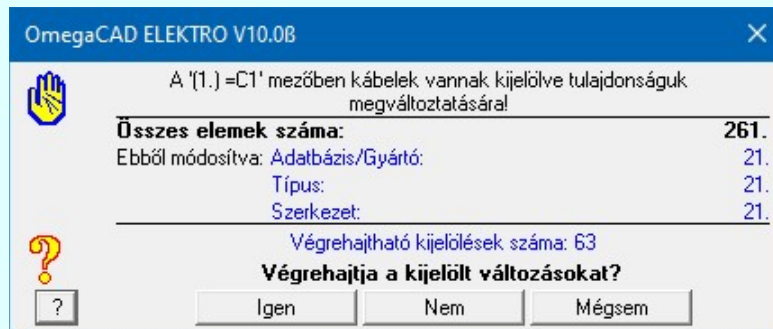 OmegaCAD ELEKTRO V10.0ß
A '(1.) =C1' mezőben kábelek vannak kijelölve tulajdonságuk
megváltoztatására!
Összes elemek száma: 261.
Ebből módosítva: Adatbázis/Gyártó: 21.
Típus: 21.
Szerkezet: 21.
Végrehajtható kijelölések száma: 63
Végrehajtja a kijelölt változásokat?
? Igen Nem Mégsem